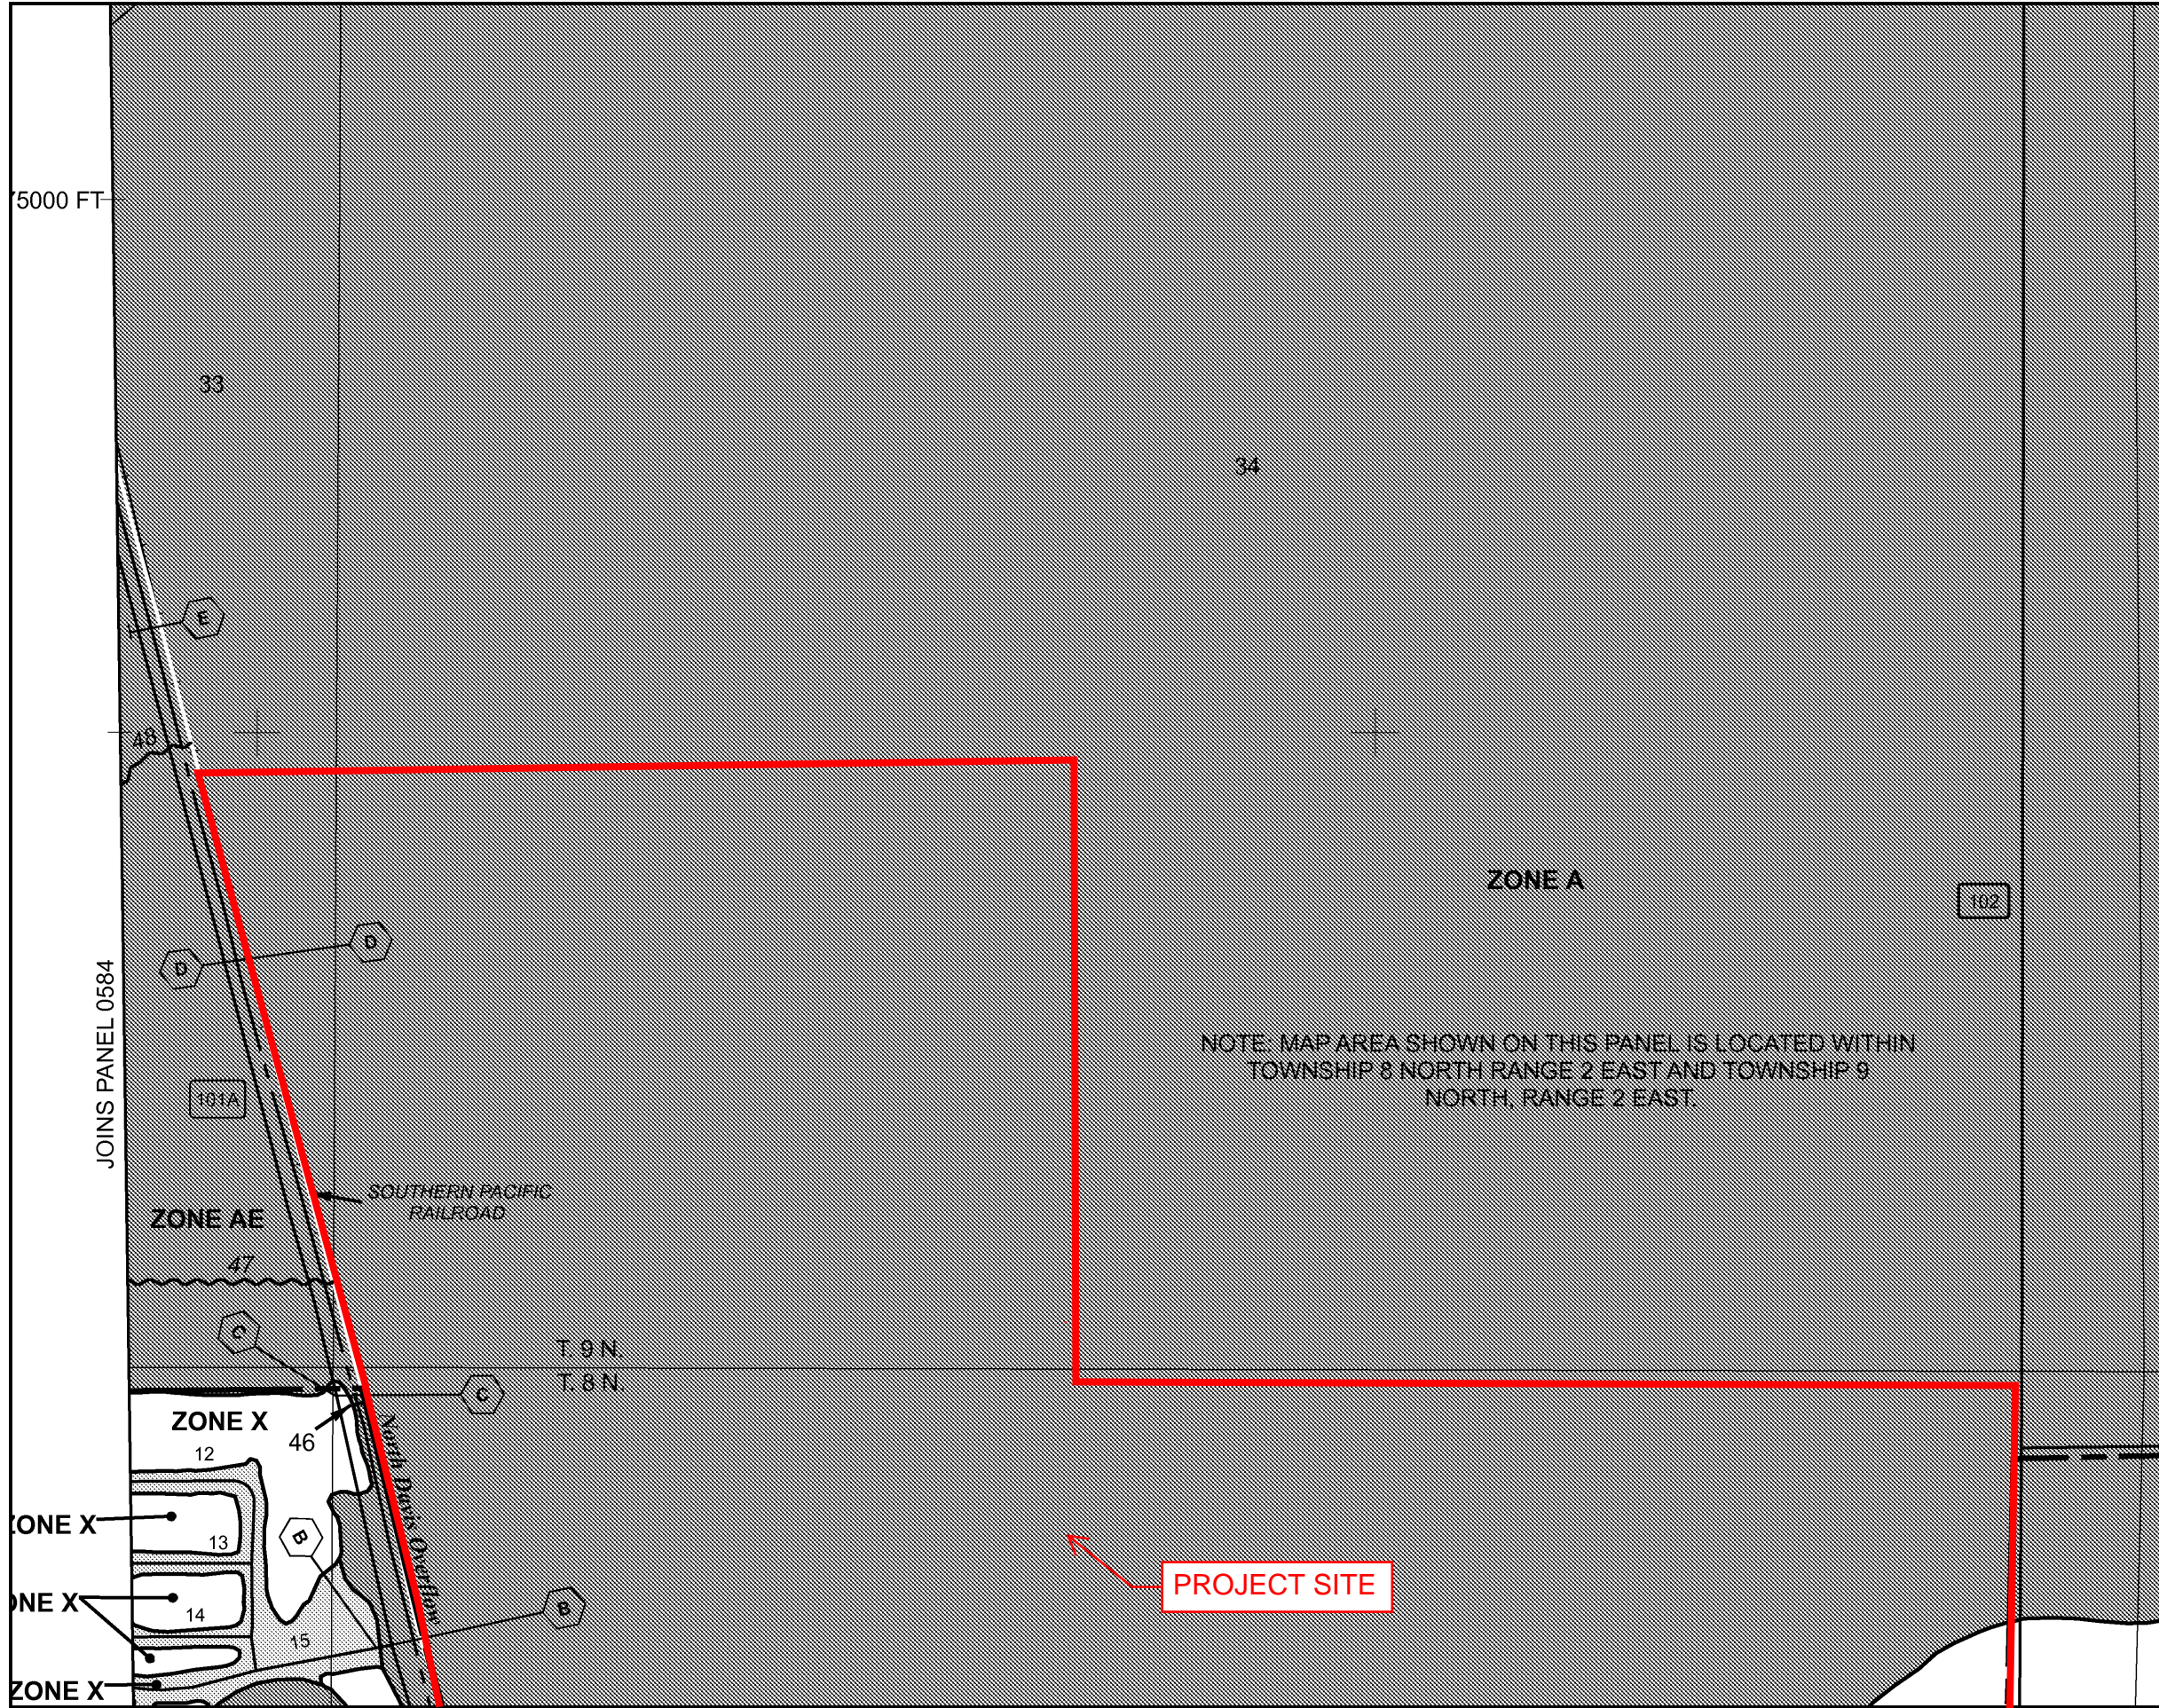 5000 FT
33
34
E
48
ZONE A
102
D
D
JOINS PANEL 0584
NOTE: MAP AREA SHOWN ON THIS PANEL IS LOCATED WITHIN
TOWNSHIP 8 NORTH RANGE 2 EAST AND TOWNSHIP 9
NORTH, RANGE 2 EAST.
101A
SOUTHERN PACIFIC
RAILROAD
ZONE AE
47
C
T. 9 N.
T. 8 N.
C
ZONE X
46
12
North Davis Overflow
ZONE X
13
B
PROJECT SITE
ONE X
14
B
15
ZONE X